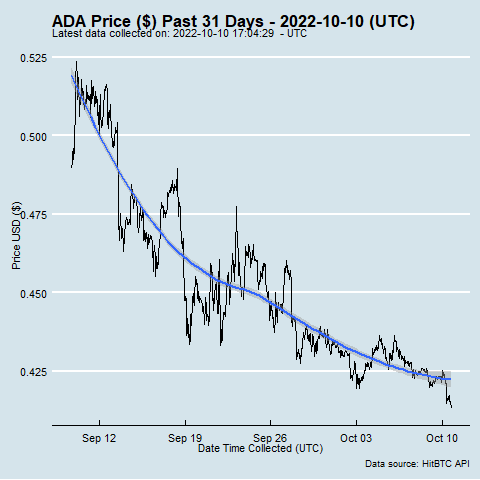 ADA Price ($) Past 31 Days - 2022-10-10 (UTC)
Latest data collected on: 2022-10-10 17:04:29  - UTC
0.525
0.500
0.475
0.450
0.425
Price USD ($)
Sep 12
Sep 19
Sep 26
Oct 03
Oct 10
Date Time Collected (UTC)
Data source: HitBTC API